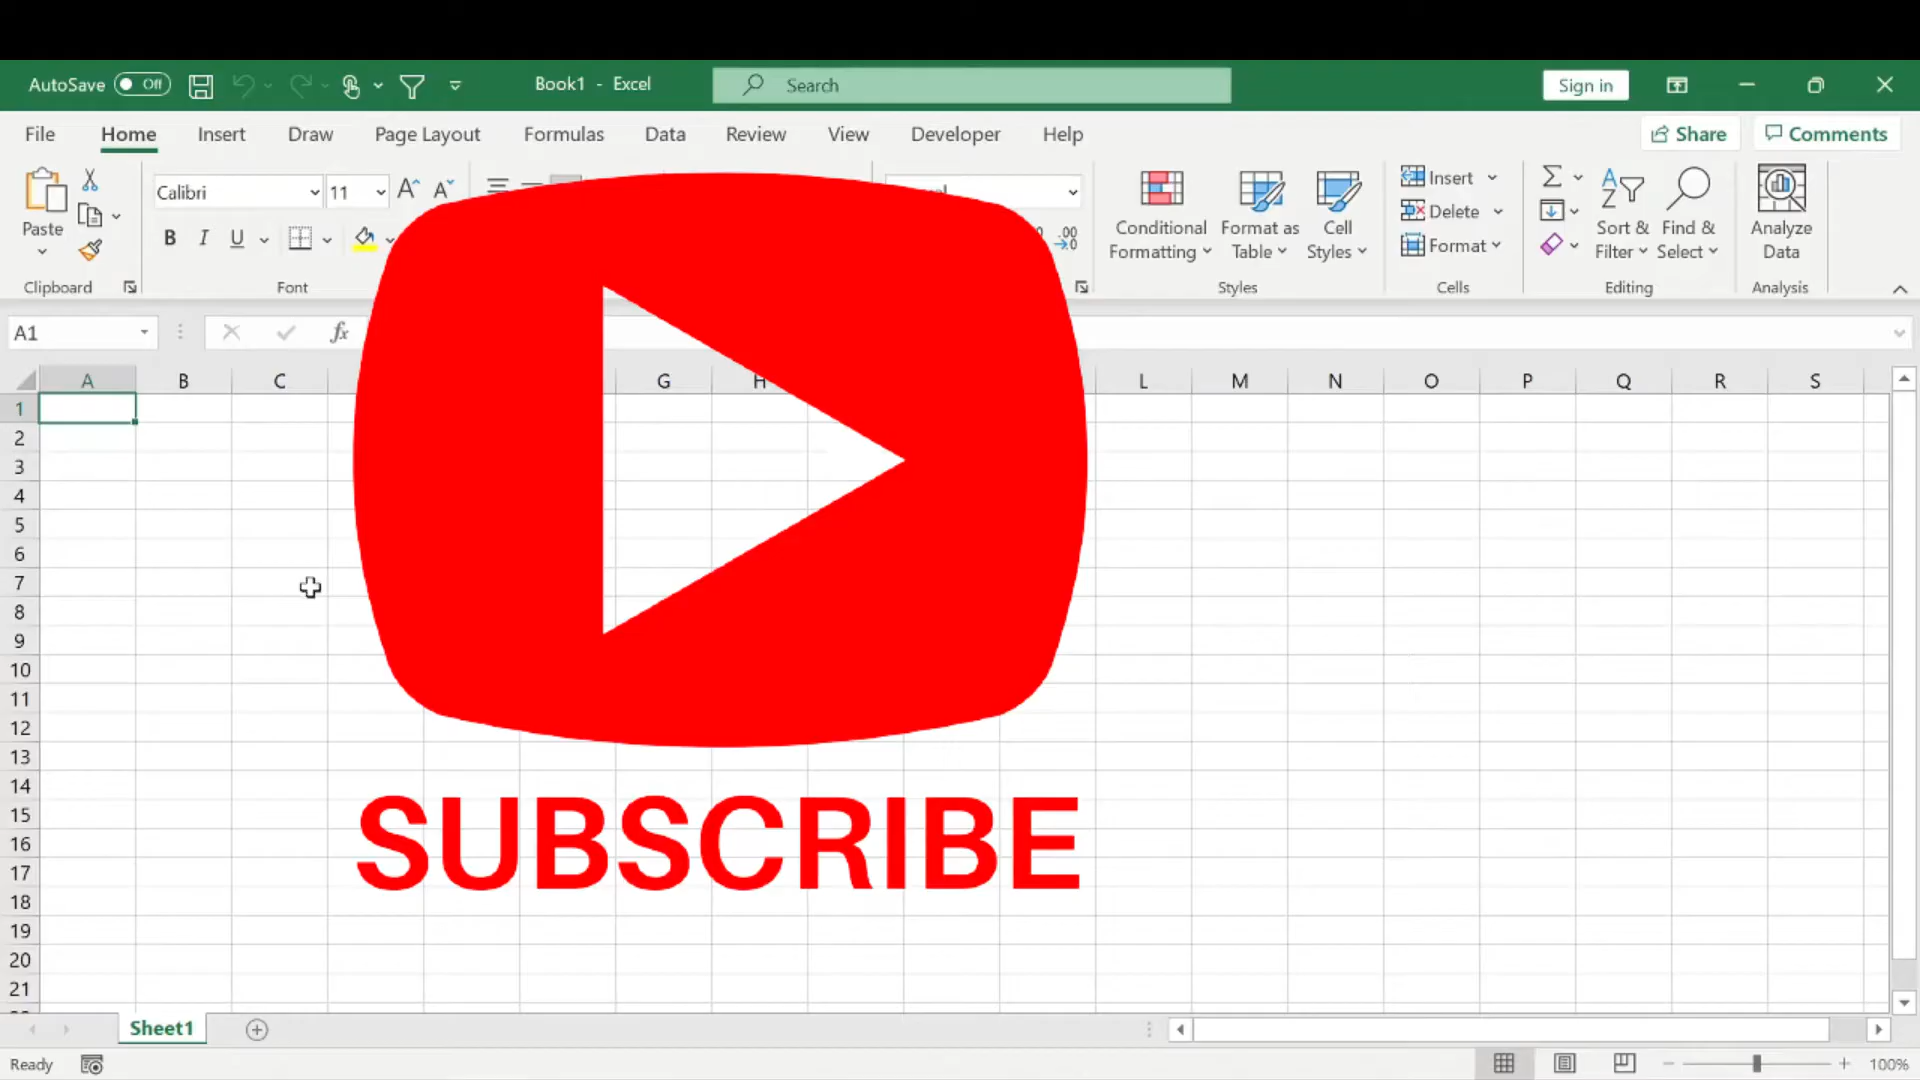 AutoSave Off Book1 - Excel Search Sign in
File Home Insert Draw Page Layout Formulas Data Review View Developer Help Share Comments
Paste
Clipboard
Calibri 11 A A
B I U
Font
.00
→0
Conditional
Formatting
Format as
Table
Cell
Styles
Styles
Insert
Delete
Format
Cells
Sort &
Filter
Find &
Select
Editing
Analyze
Data
Analysis
A1 fx
A B C G H L M N O P Q R S
1
2
3
4
5
6
7
8
9
10
11
12
13
14
15
16
17
18
19
20
21
SUBSCRIBE
Sheet1
Ready 100%